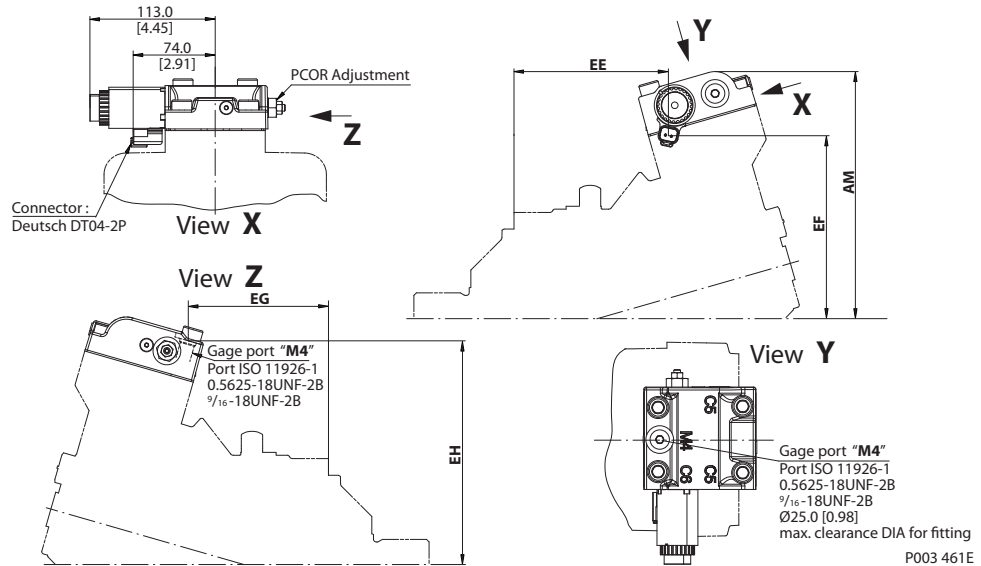 113.0
[4.45]
74.0
[2.91]
PCOR Adjustment
Z
Connector :
Deutsch DT04-2P
View X
Y
EE
X
AM
EF
View Z
EG
Gage port "M4"
Port ISO 11926-1
0.5625-18UNF-2B
9/16-18UNF-2B
EH
View Y
C5
M4
C6
C5
Gage port "M4"
Port ISO 11926-1
0.5625-18UNF-2B
9/16-18UNF-2B
Ø25.0 [0.98]
max. clearance DIA for fitting
P003 461E